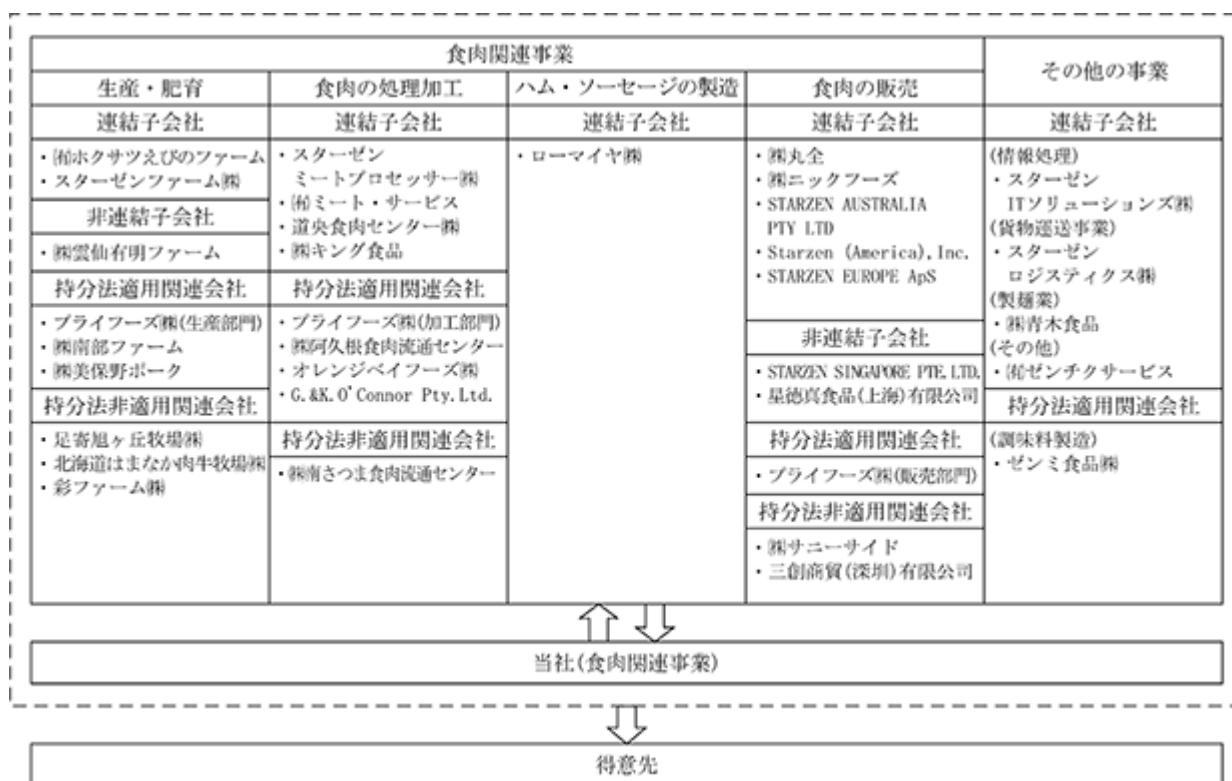 食肉関連事業
その他の事業
生産・肥育
食肉の処理加工
ハム・ソーセージの製造
食肉の販売
連結子会社
・㈲ホクサツえびのファーム
・スターゼンファーム㈱
非連結子会社
・㈱雲仙有明ファーム
持分法適用関連会社
・プライフーズ㈱(生産部門)
・㈱南部ファーム
・㈱美保野ポーク
持分法非適用関連会社
・足寄旭ヶ丘牧場㈱
・北海道はまなか肉牛牧場㈱
・彩ファーム㈱
連結子会社
・スターゼン
ミートプロセッサー㈱
・㈲ミート・サービス
・道央食肉センター㈱
・㈱キング食品
持分法適用関連会社
・プライフーズ㈱(加工部門)
・㈱阿久根食肉流通センター
・オレンジベイフーズ㈱
・G.&K.O'Connor Pty.Ltd.
持分法非適用関連会社
・㈱南さつま食肉流通センター
連結子会社
・ローマイヤ㈱
連結子会社
・㈱丸全
・㈱ニックフーズ
・STARZEN AUSTRALIA
PTY LTD
・Starzen (America),Inc.
・STARZEN EUROPE ApS
非連結子会社
・STARZEN SINGAPORE PTE,LTD.
・星徳真食品(上海)有限公司
持分法適用関連会社
・プライフーズ㈱(販売部門)
持分法非適用関連会社
・㈱サニーサイド
・三創商貿(深圳)有限公司
連結子会社
(情報処理)
・スターゼン
ITソリューションズ㈱
(貨物運送事業)
・スターゼン
ロジスティクス㈱
(製麺業)
・㈱青木食品
(その他)
・㈲ゼンチクサービス
持分法適用関連会社
(調味料製造)
・ゼンミ食品㈱
当社(食肉関連事業)
得意先